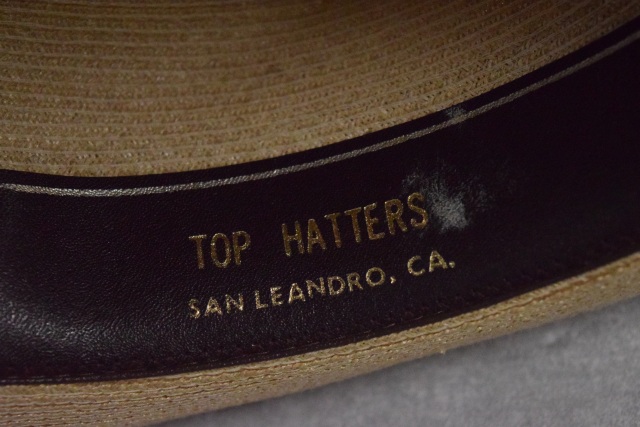 TOP HATTERS
SAN LEANDRO, CA.